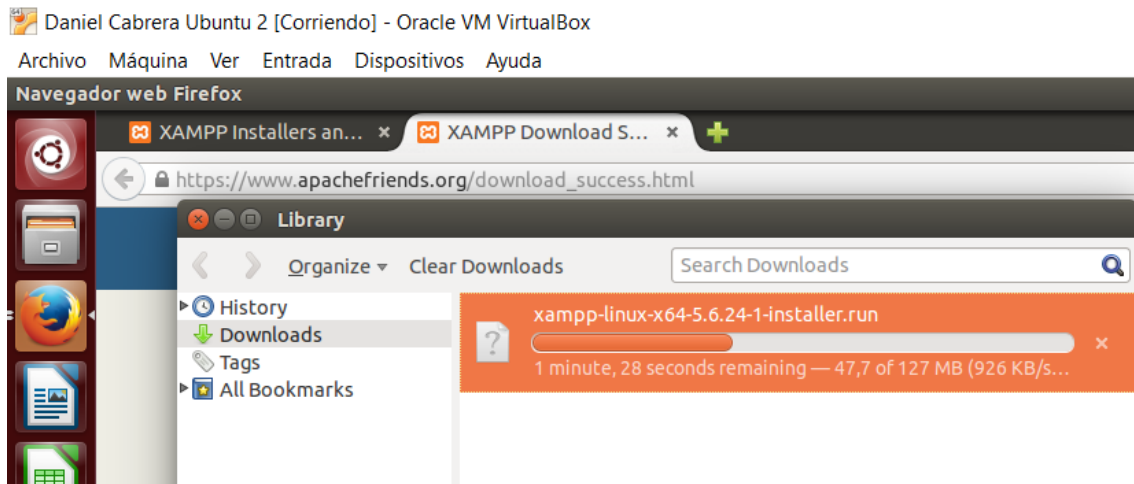 Daniel Cabrera Ubuntu 2 [Corriendo] - Oracle VM VirtualBox
Archivo Máquina Ver Entrada Dispositivos Ayuda
Navegador web Firefox
XAMPP Installers an... XAMPP Download S...
https://www.apachefriends.org/download_success.html
Library
Organize Clear Downloads Search Downloads
History
Downloads
Tags
All Bookmarks
xampp-linux-x64-5.6.24-1-installer.run
1 minute, 28 seconds remaining — 47,7 of 127 MB (926 KB/s...